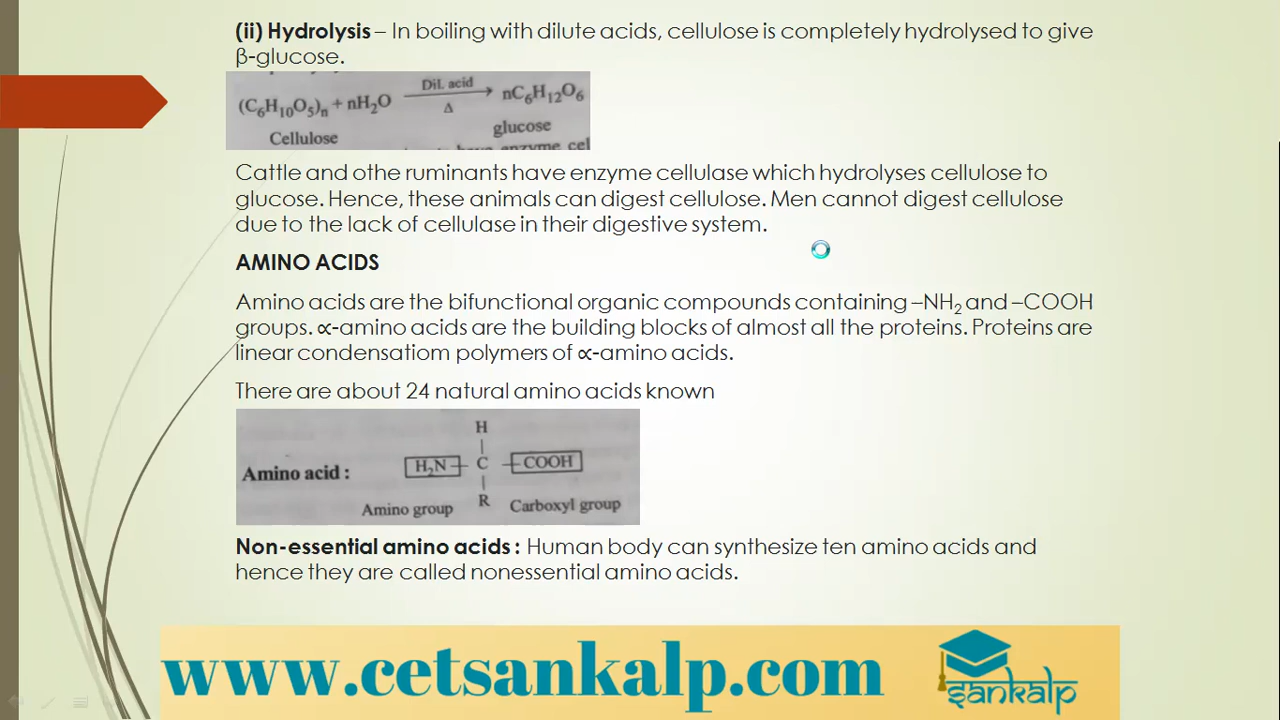 (ii) Hydrolysis – In boiling with dilute acids, cellulose is completely hydrolysed to give
β-glucose.
Dil. acid
(C₆H₁₀O₅)ₙ + nH₂O → nC₆H₁₂O₆
Δ
Cellulose glucose
enzyme cel
Cattle and othe ruminants have enzyme cellulase which hydrolyses cellulose to
glucose. Hence, these animals can digest cellulose. Men cannot digest cellulose
due to the lack of cellulase in their digestive system.
AMINO ACIDS
Amino acids are the bifunctional organic compounds containing –NH₂ and –COOH
groups. ∝-amino acids are the building blocks of almost all the proteins. Proteins are
linear condensatiom polymers of ∝-amino acids.
There are about 24 natural amino acids known
H
Amino acid : H₂N – C – COOH
R
Amino group Carboxyl group
Non-essential amino acids : Human body can synthesize ten amino acids and
hence they are called nonessential amino acids.
www.cetsankalp.com
संnकल्प